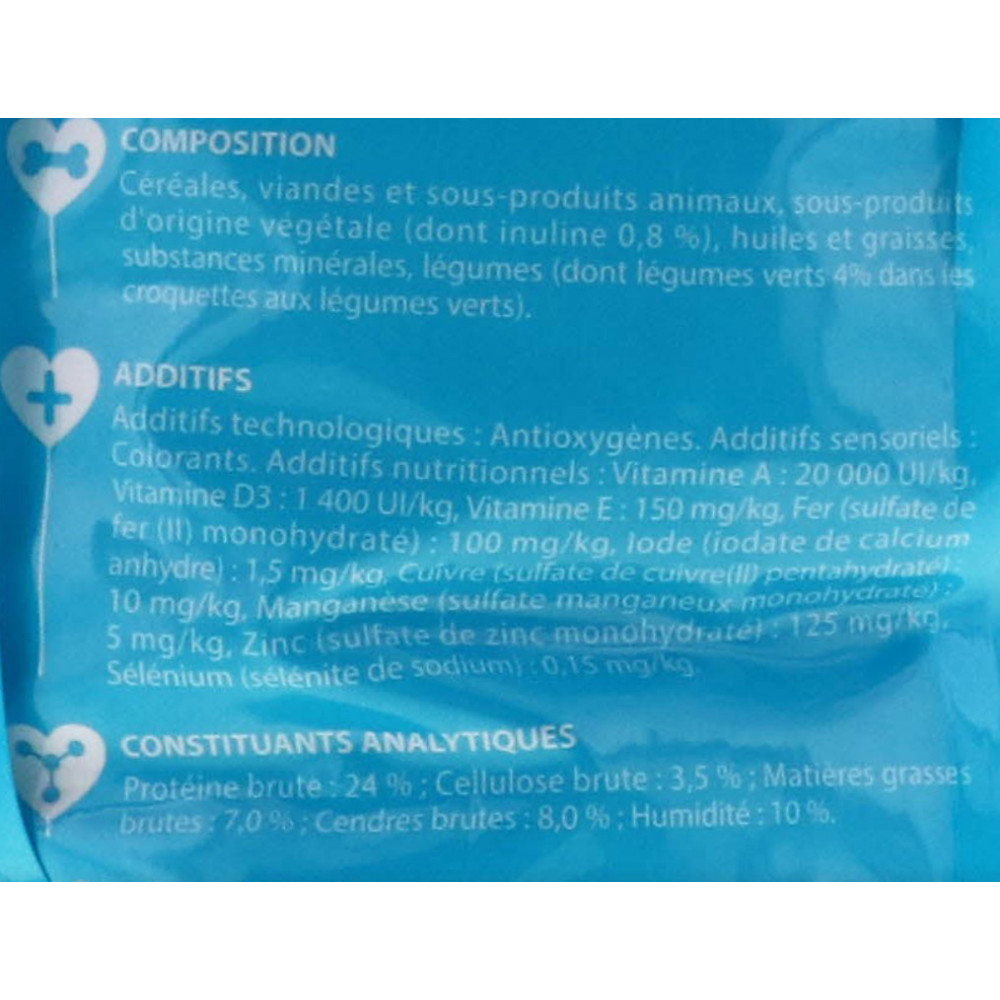 COMPOSITION
Céréales, viandes et sous-produits animaux, sous-produits
d'origine végétale (dont inuline 0,8 %), huiles et graisses,
substances minérales, légumes (dont légumes verts 4% dans les
croquettes aux légumes verts).
ADDITIFS
Additifs technologiques : Antioxygènes. Additifs sensoriels :
Colorants. Additifs nutritionnels : Vitamine A : 20 000 UI/kg,
Vitamine D3 : 1 400 UI/kg, Vitamine E : 150 mg/kg, Fer (sulfate de
fer (II) monohydraté) : 100 mg/kg, Iode (iodate de calcium
anhydre) : 1,5 mg/kg, Cuivre (sulfate de cuivre(II) pentahydraté) :
10 mg/kg, Manganèse (sulfate manganeux monohydraté) :
5 mg/kg, Zinc (sulfate de zinc monohydraté) : 125 mg/kg,
Sélénium (sélénite de sodium) : 0,15 mg/kg.
CONSTITUANTS ANALYTIQUES
Protéine brute : 24 % ; Cellulose brute : 3,5 % ; Matières grasses
brutes : 7,0 % ; Cendres brutes : 8,0 % ; Humidité : 10 %.